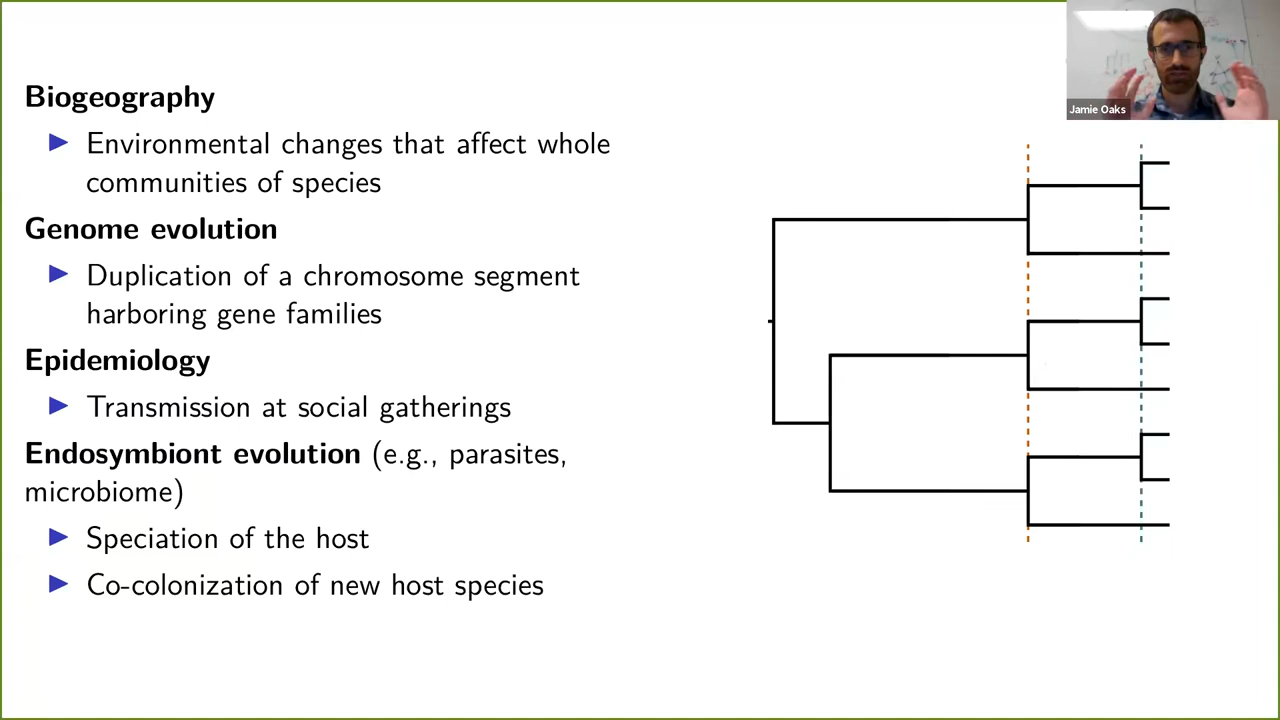 Jamie Oaks
Biogeography
▶ Environmental changes that affect whole
communities of species
Genome evolution
▶ Duplication of a chromosome segment
harboring gene families
Epidemiology
▶ Transmission at social gatherings
Endosymbiont evolution (e.g., parasites,
microbiome)
▶ Speciation of the host
▶ Co-colonization of new host species